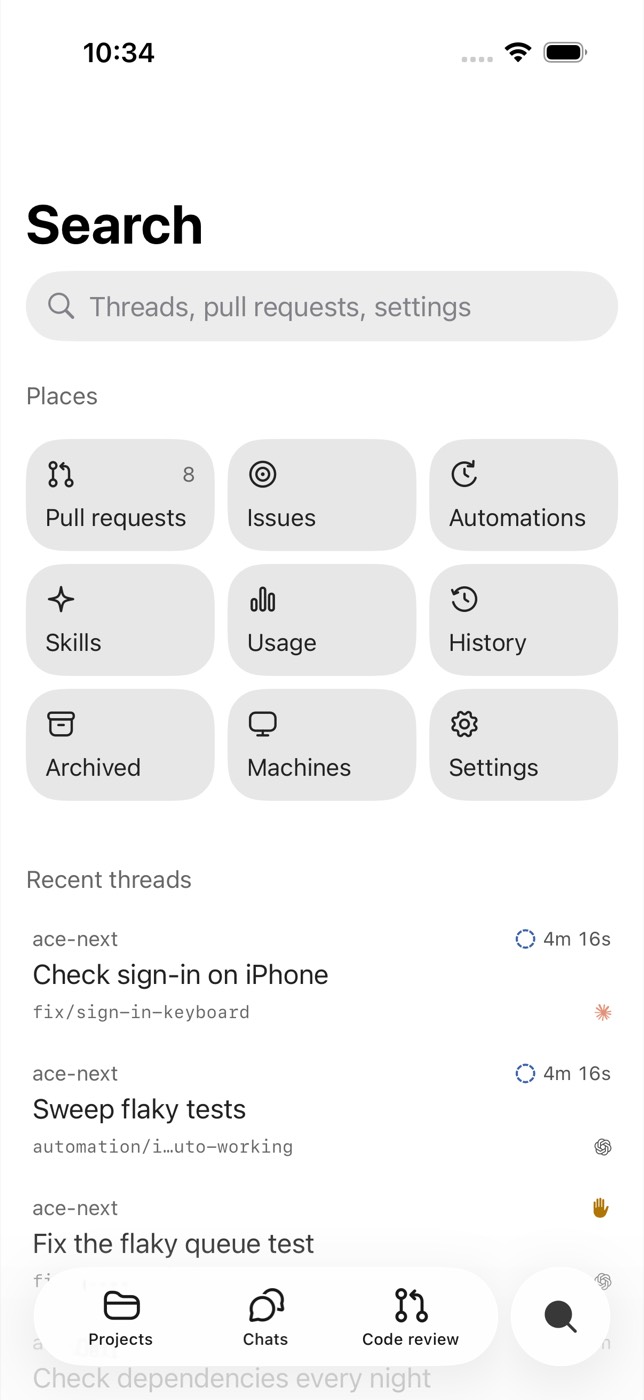 10:34
Search
Threads, pull requests, settings
Places
8
Pull requests
Issues
Automations
Skills
Usage
History
Archived
Machines
Settings
Recent threads
ace-next
4m 16s
Check sign-in on iPhone
fix/sign-in-keyboard
ace-next
4m 16s
Sweep flaky tests
automation/i…uto-working
ace-next
Fix the flaky queue test
Projects
Chats
Code review
Check dependencies every night